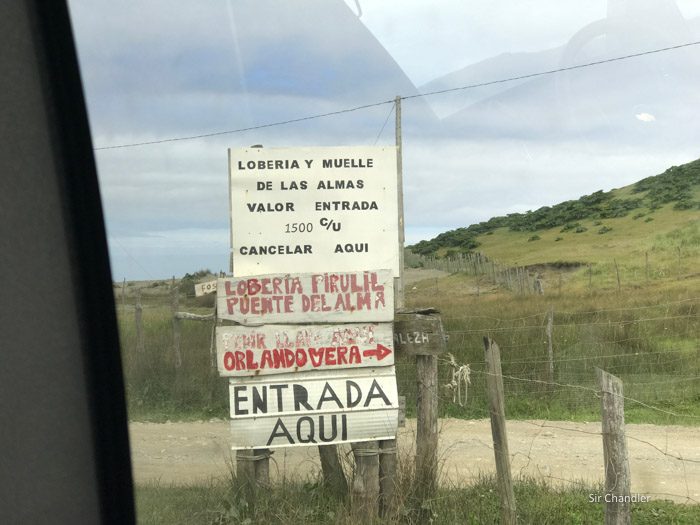 LOBERIA Y MUELLE
DE LAS ALMAS
VALOR ENTRADA
1500 C/U
CANCELAR AQUI
LOBERIA PIRULIL
PUENTE DEL ALMA
ORLANDO VERA
ENTRADA
AQUI
Sir Chandler